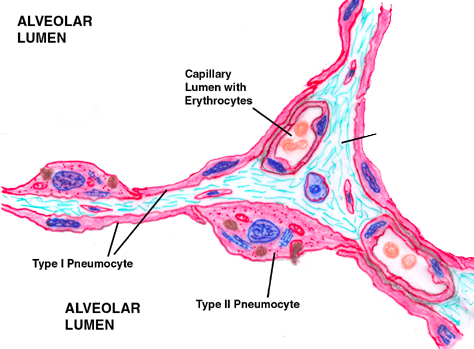 ALVEOLAR
LUMEN
Capillary
Lumen with
Erythrocytes
Type I Pneumocyte
Type II Pneumocyte
ALVEOLAR
LUMEN